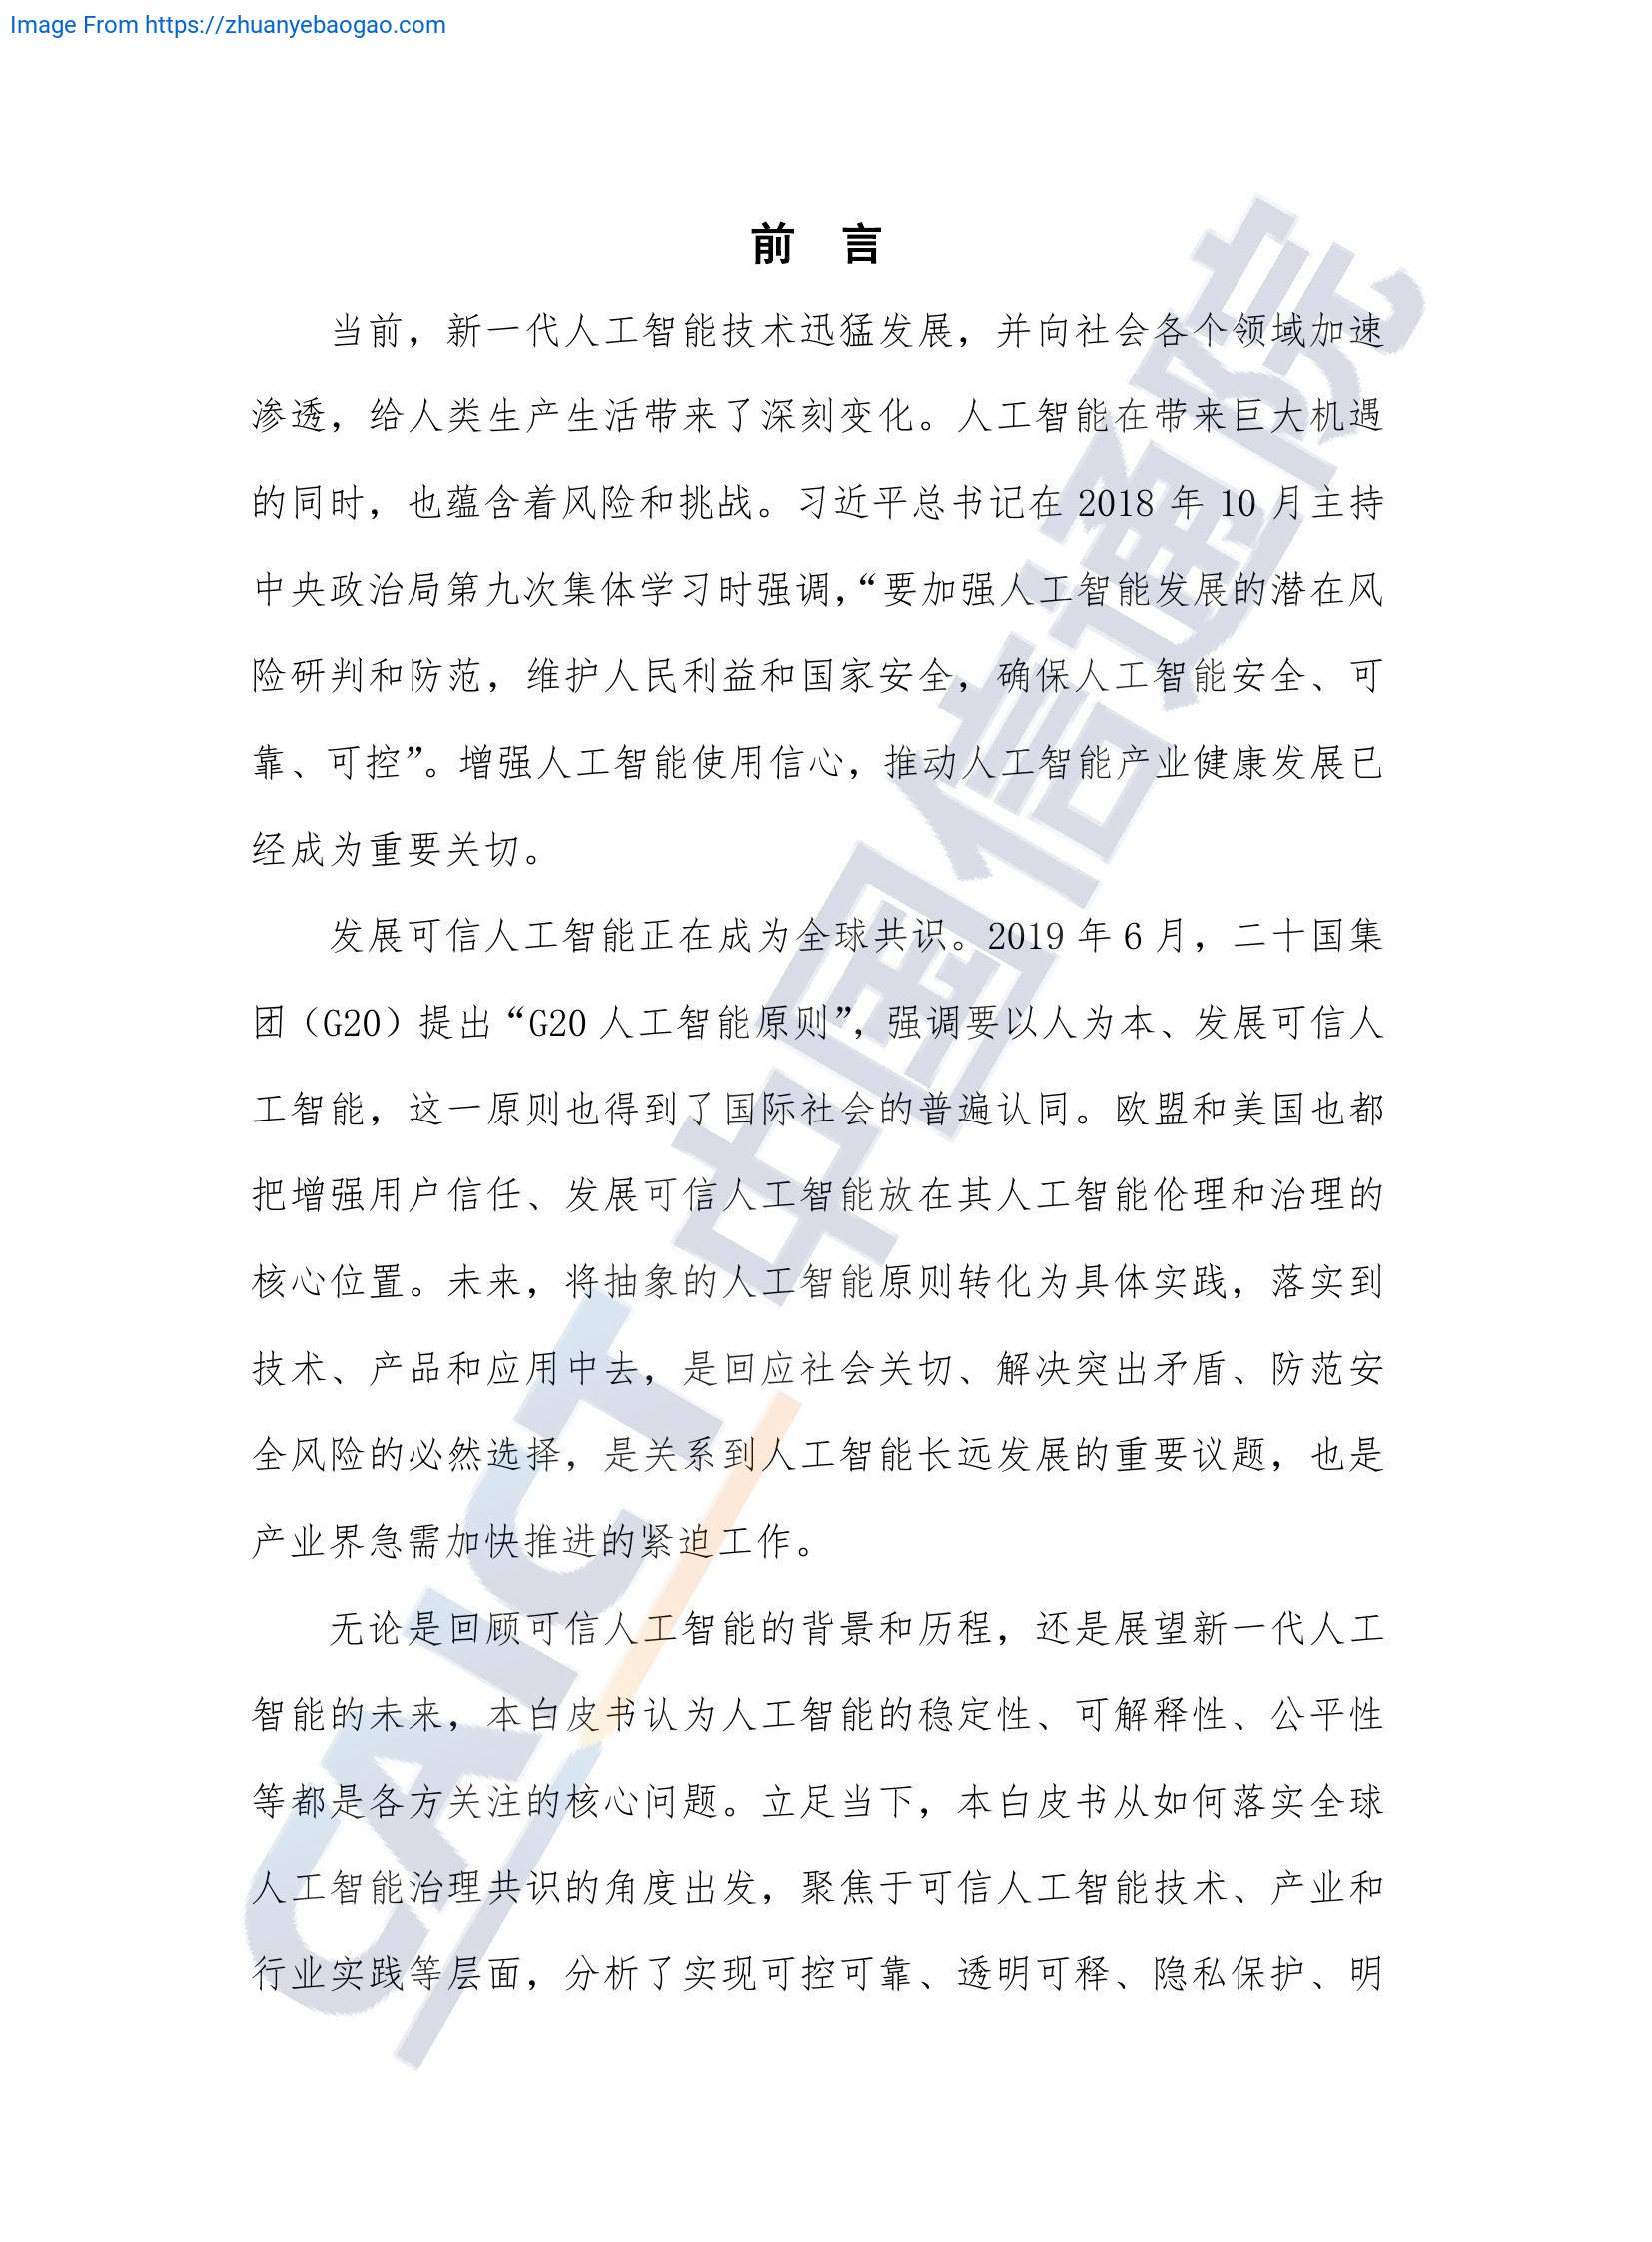 Image From https://zhuanyebaogao.com
前 言
当前，新一代人工智能技术迅猛发展，并向社会各个领域加速
渗透，给人类生产生活带来了深刻变化。人工智能在带来巨大机遇
的同时，也蕴含着风险和挑战。习近平总书记在 2018 年 10 月主持
中央政治局第九次集体学习时强调，“要加强人工智能发展的潜在风
险研判和防范，维护人民利益和国家安全，确保人工智能安全、可
靠、可控”。增强人工智能使用信心，推动人工智能产业健康发展已
经成为重要关切。
发展可信人工智能正在成为全球共识。2019 年 6 月，二十国集
团（G20）提出“G20 人工智能原则”，强调要以人为本、发展可信人
工智能，这一原则也得到了国际社会的普遍认同。欧盟和美国也都
把增强用户信任、发展可信人工智能放在其人工智能伦理和治理的
核心位置。未来，将抽象的人工智能原则转化为具体实践，落实到
技术、产品和应用中去，是回应社会关切、解决突出矛盾、防范安
全风险的必然选择，是关系到人工智能长远发展的重要议题，也是
产业界急需加快推进的紧迫工作。
无论是回顾可信人工智能的背景和历程，还是展望新一代人工
智能的未来，本白皮书认为人工智能的稳定性、可解释性、公平性
等都是各方关注的核心问题。立足当下，本白皮书从如何落实全球
人工智能治理共识的角度出发，聚焦于可信人工智能技术、产业和
行业实践等层面，分析了实现可控可靠、透明可释、隐私保护、明
CAICT 中国信通院